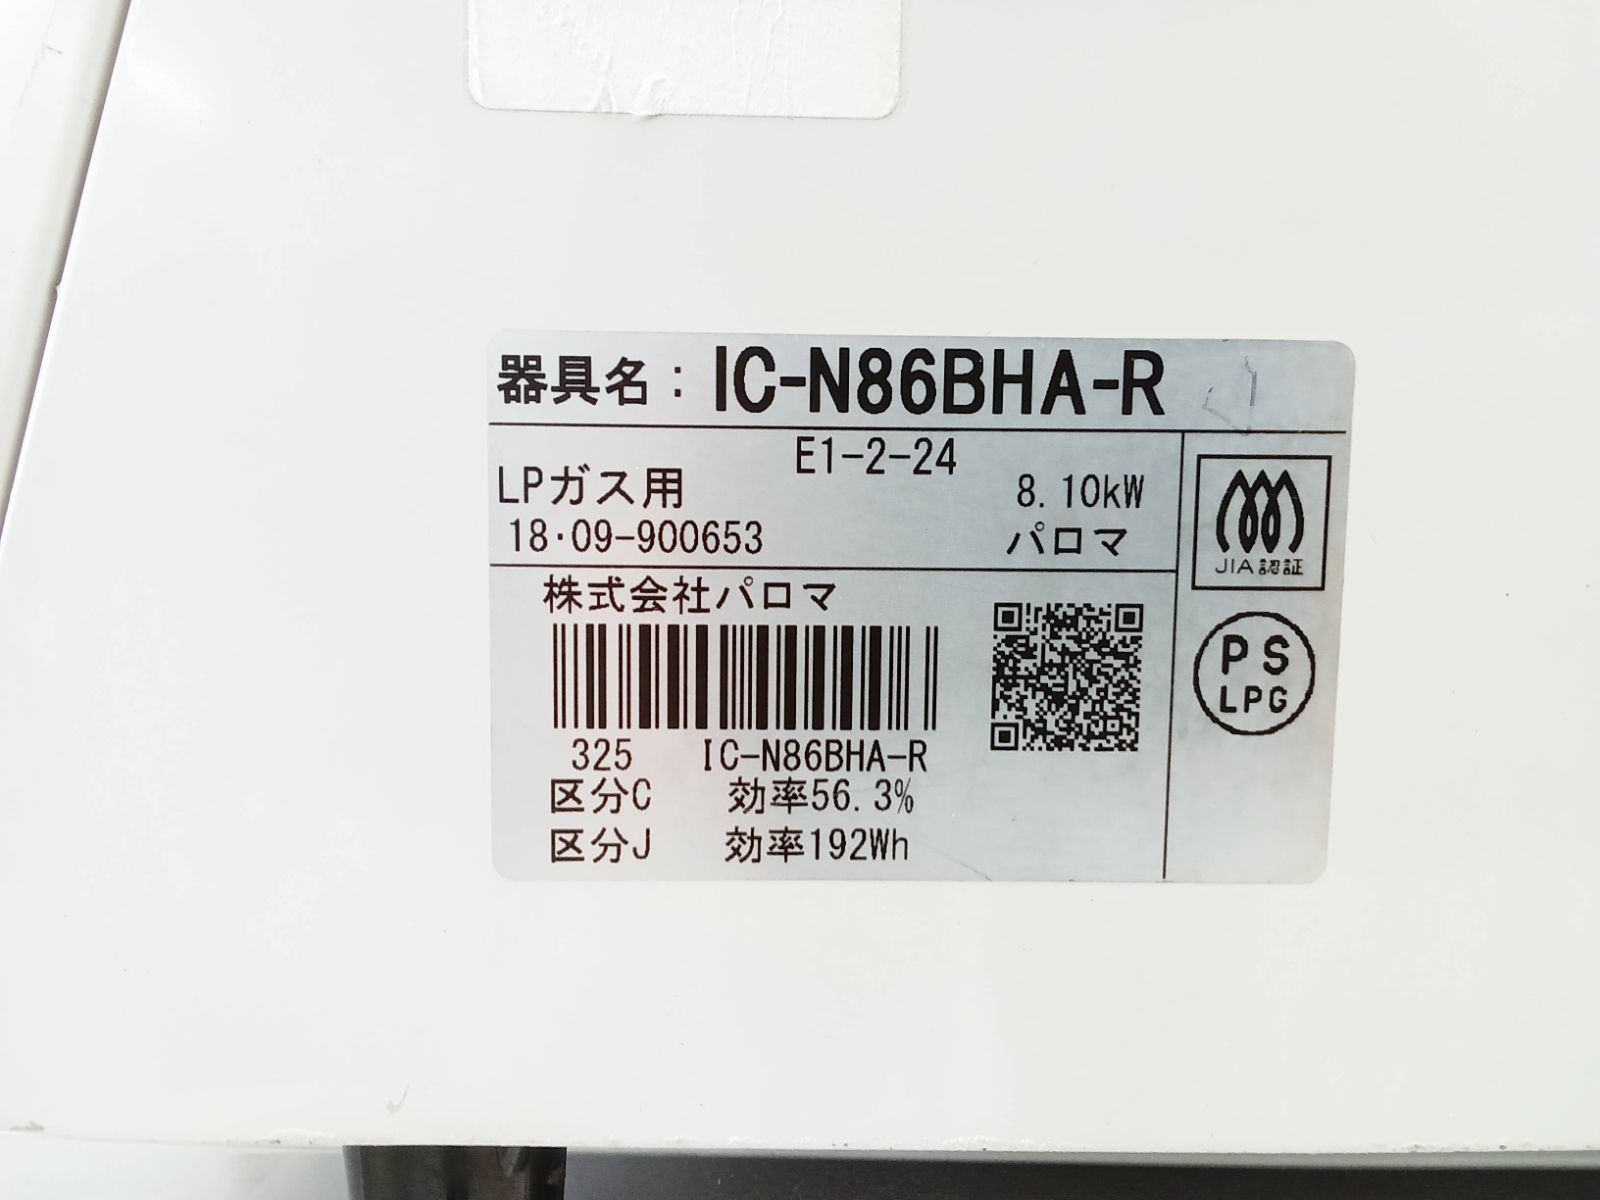 器具名：IC-N86BHA-R
E1-2-24
LPガス用 8.10kW
18・09-900653 パロマ
株式会社パロマ
325 IC-N86BHA-R
区分C 効率56.3%
区分J 効率192Wh
JIA認証
PS
LPG